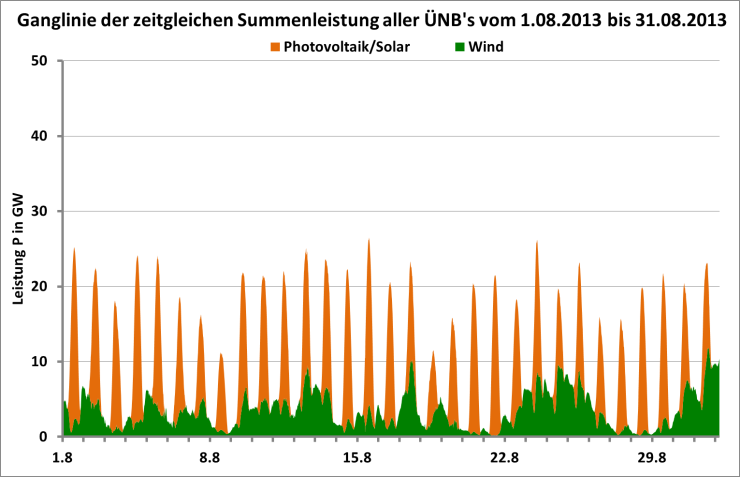 Ganglinie der zeitgleichen Summenleistung aller ÜNB's vom 1.08.2013 bis 31.08.2013
Photovoltaik/Solar Wind
Leistung P in GW
50
40
30
20
10
0
1.8 8.8 15.8 22.8 29.8